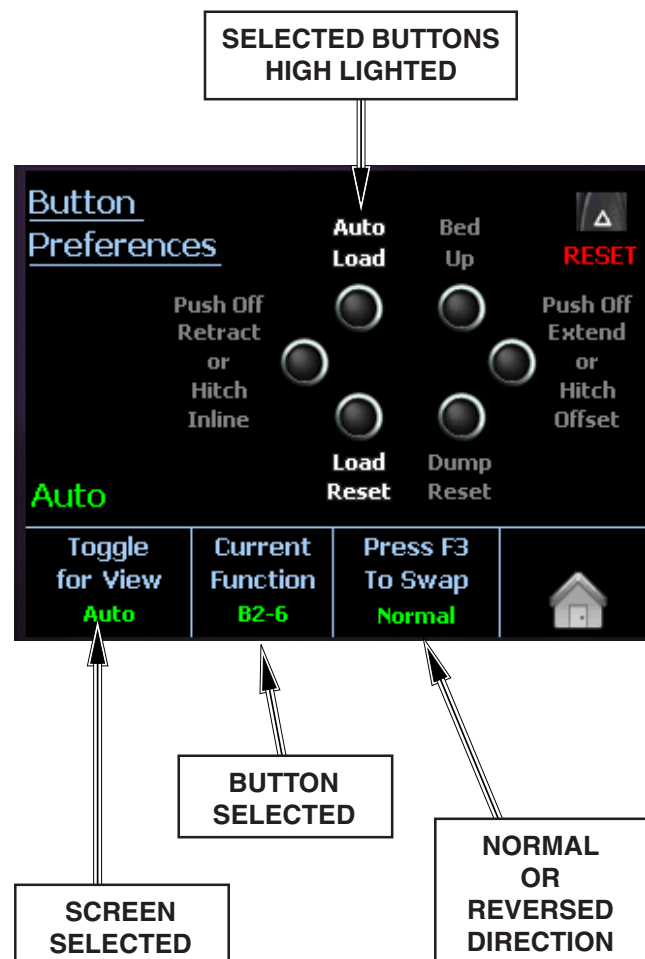 SELECTED BUTTONS
HIGH LIGHTED
Button
Preferences
Auto
Load
Bed
Up
RESET
Push Off
Retract
or
Hitch
Inline
Push Off
Extend
or
Hitch
Offset
Load
Reset
Dump
Reset
Auto
Toggle
for View
Auto
Current
Function
B2-6
Press F3
To Swap
Normal
BUTTON
SELECTED
NORMAL
OR
REVERSED
DIRECTION
SCREEN
SELECTED